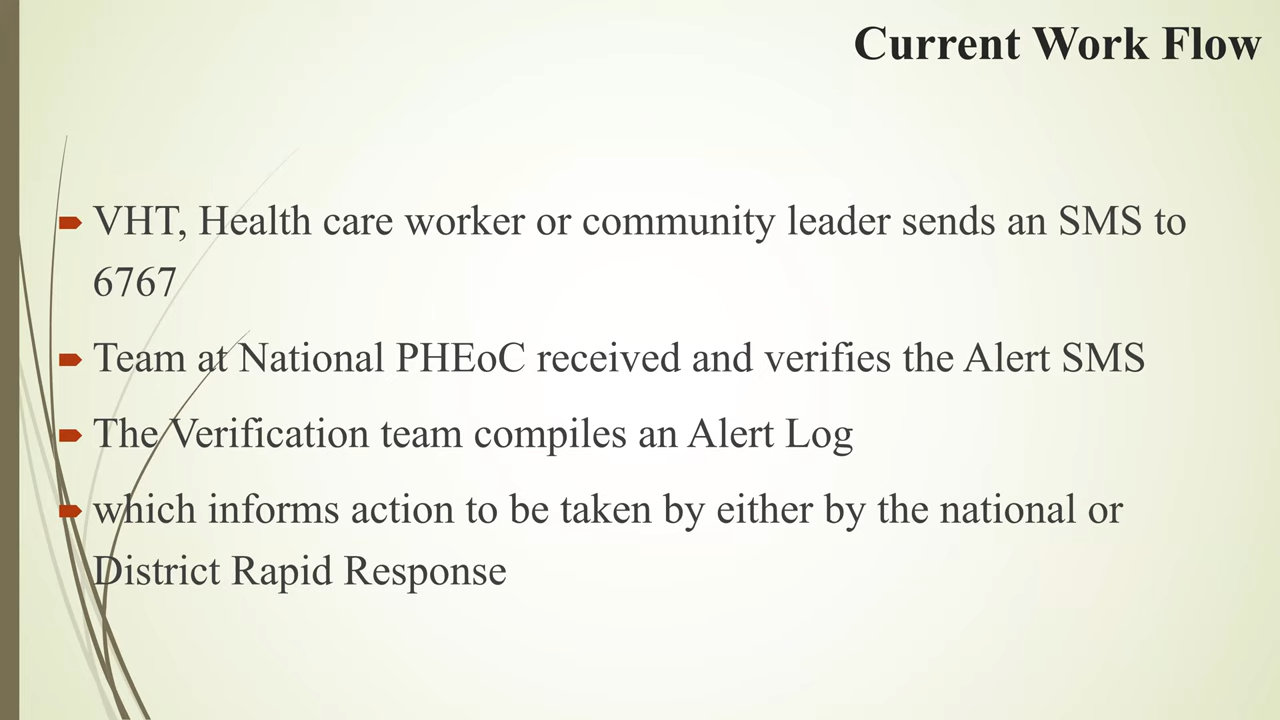 Current Work Flow
VHT, Health care worker or community leader sends an SMS to
6767
Team at National PHEoC received and verifies the Alert SMS
The Verification team compiles an Alert Log
which informs action to be taken by either by the national or
District Rapid Response